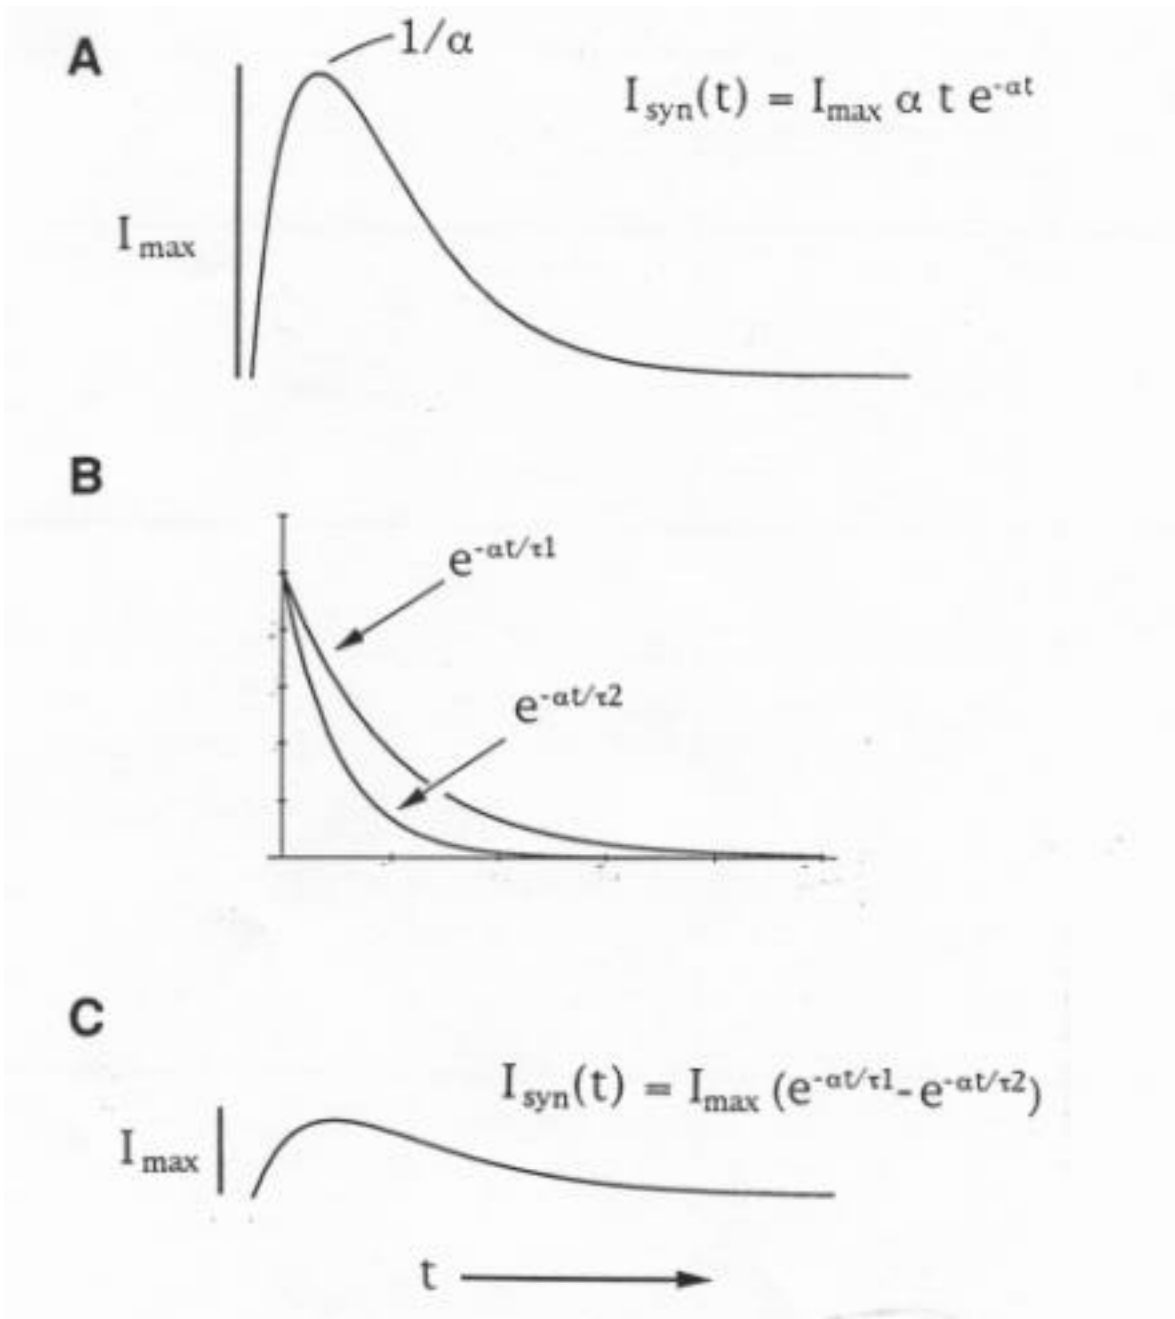 A
1/α
I_syn(t) = I_max α t e^-αt
I_max
B
e^-αt/τ1
e^-αt/τ2
C
I_syn(t) = I_max (e^-αt/τ1 - e^-αt/τ2)
I_max
t